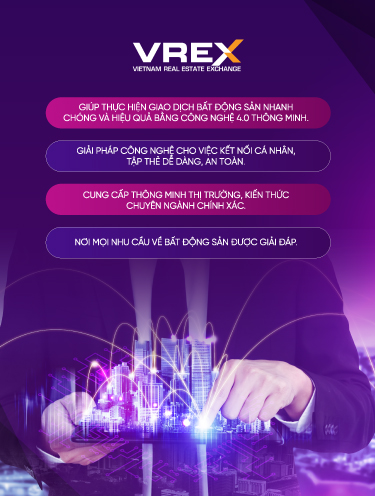 VREX
VIETNAM REAL ESTATE EXCHANGE
GIÚP THỰC HIỆN GIAO DỊCH BẤT ĐỘNG SẢN NHANH
CHÓNG VÀ HIỆU QUẢ BẰNG CÔNG NGHỆ 4.0 THÔNG MINH.
GIẢI PHÁP CÔNG NGHỆ CHO VIỆC KẾT NỐI CÁ NHÂN,
TẬP THỂ DỄ DÀNG, AN TOÀN.
CUNG CẤP THÔNG MINH THỊ TRƯỜNG, KIẾN THỨC
CHUYÊN NGÀNH CHÍNH XÁC.
NƠI MỌI NHU CẦU VỀ BẤT ĐỘNG SẢN ĐƯỢC GIẢI ĐÁP.